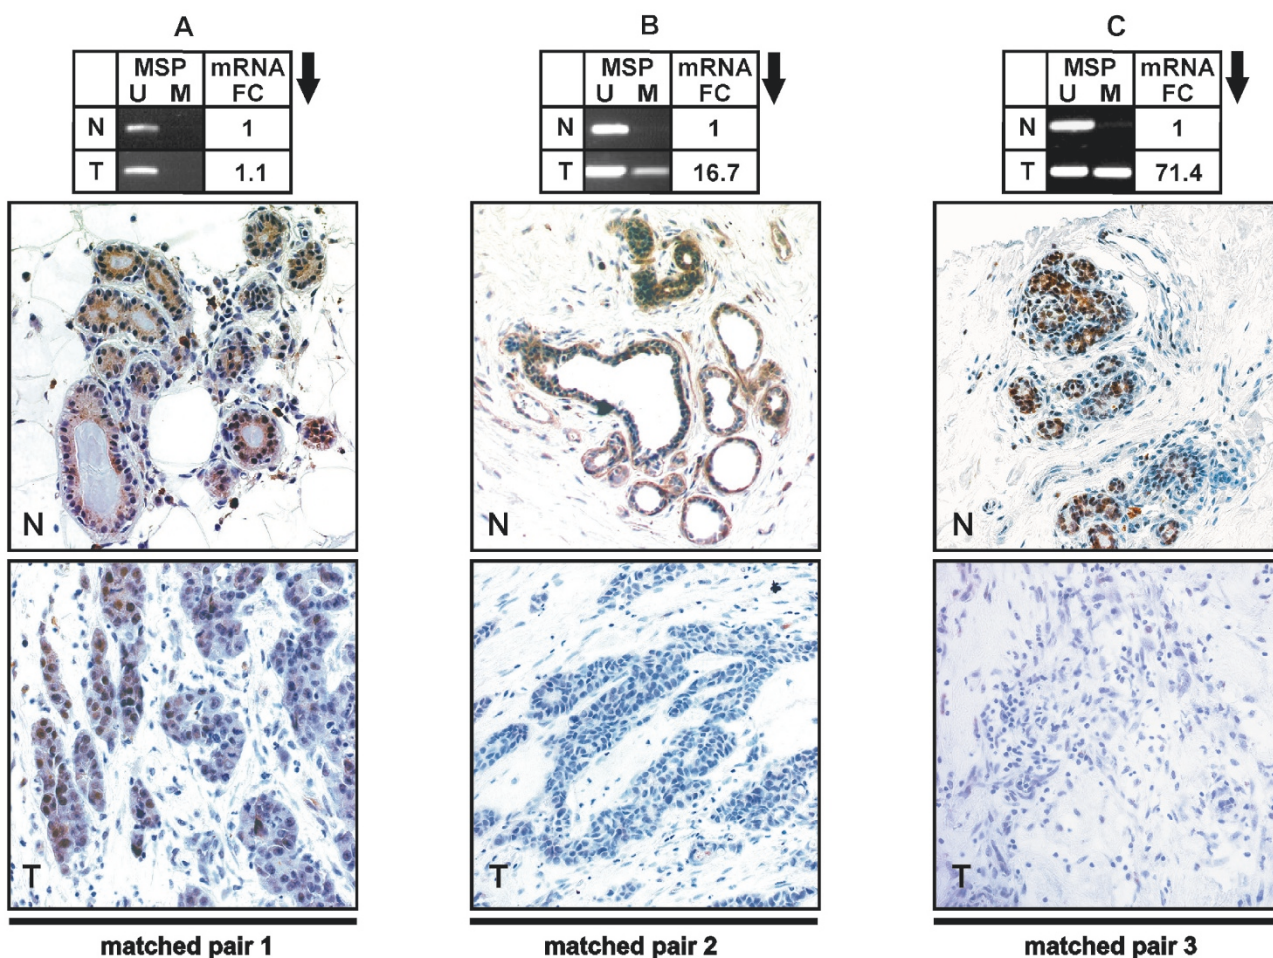 A
MSP mRNA
U M FC
N 1
T 1.1
N
T
matched pair 1
B
MSP mRNA
U M FC
N 1
T 16.7
N
T
matched pair 2
C
MSP mRNA
U M FC
N 1
T 71.4
N
T
matched pair 3